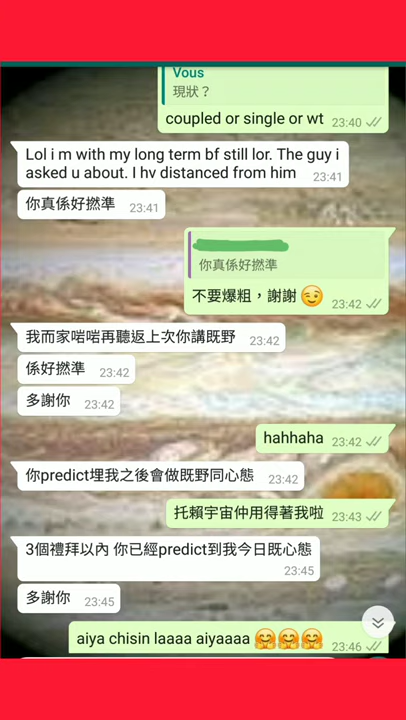 Vous
現狀？
coupled or single or wt
23:40
Lol i m with my long term bf still lor. The guy i
asked u about. I hv distanced from him
23:41
你真係好撚準
23:41
你真係好撚準
不要爆粗，謝謝 😉
23:42
我而家啱啱再聽返上次你講既野
23:42
係好撚準
23:42
多謝你
23:42
hahhaha
23:42
你predict埋我之後會做既野同心態
23:42
托賴宇宙仲用得著我啦
23:43
3個禮拜以內 你已經predict到我今日既心態
23:45
多謝你
23:45
aiya chisin laaaa aiyaaaa 🤗🤗🤗
23:46